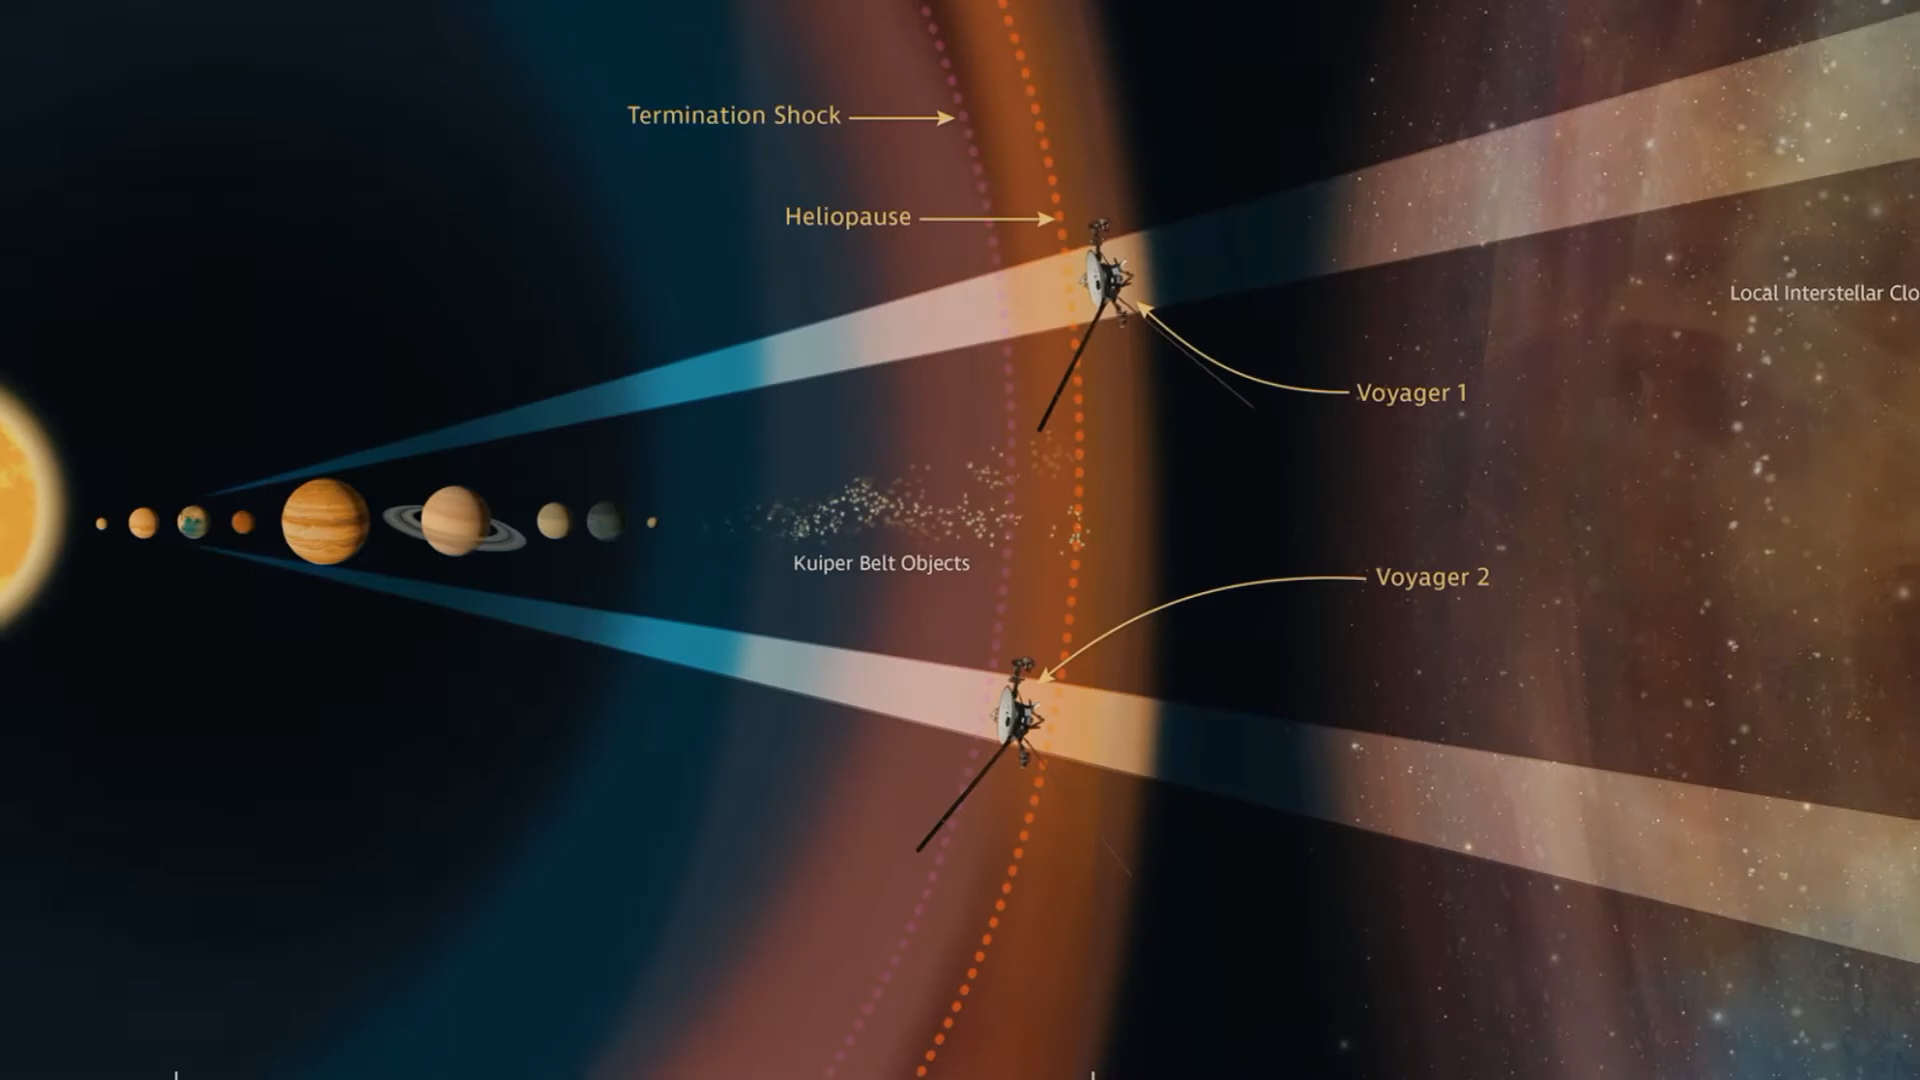 Termination Shock
Heliopause
Local Interstellar Clo
Voyager 1
Kuiper Belt Objects
Voyager 2